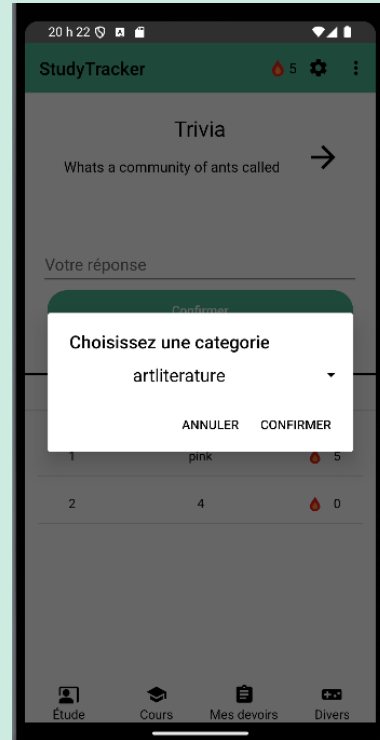 20 h 22
StudyTracker 5
Trivia
Whats a community of ants called
Votre réponse
Confirmer
Choisissez une categorie
artliterature
ANNULER CONFIRMER
1 pink 5
2 4 0
Étude Cours Mes devoirs Divers